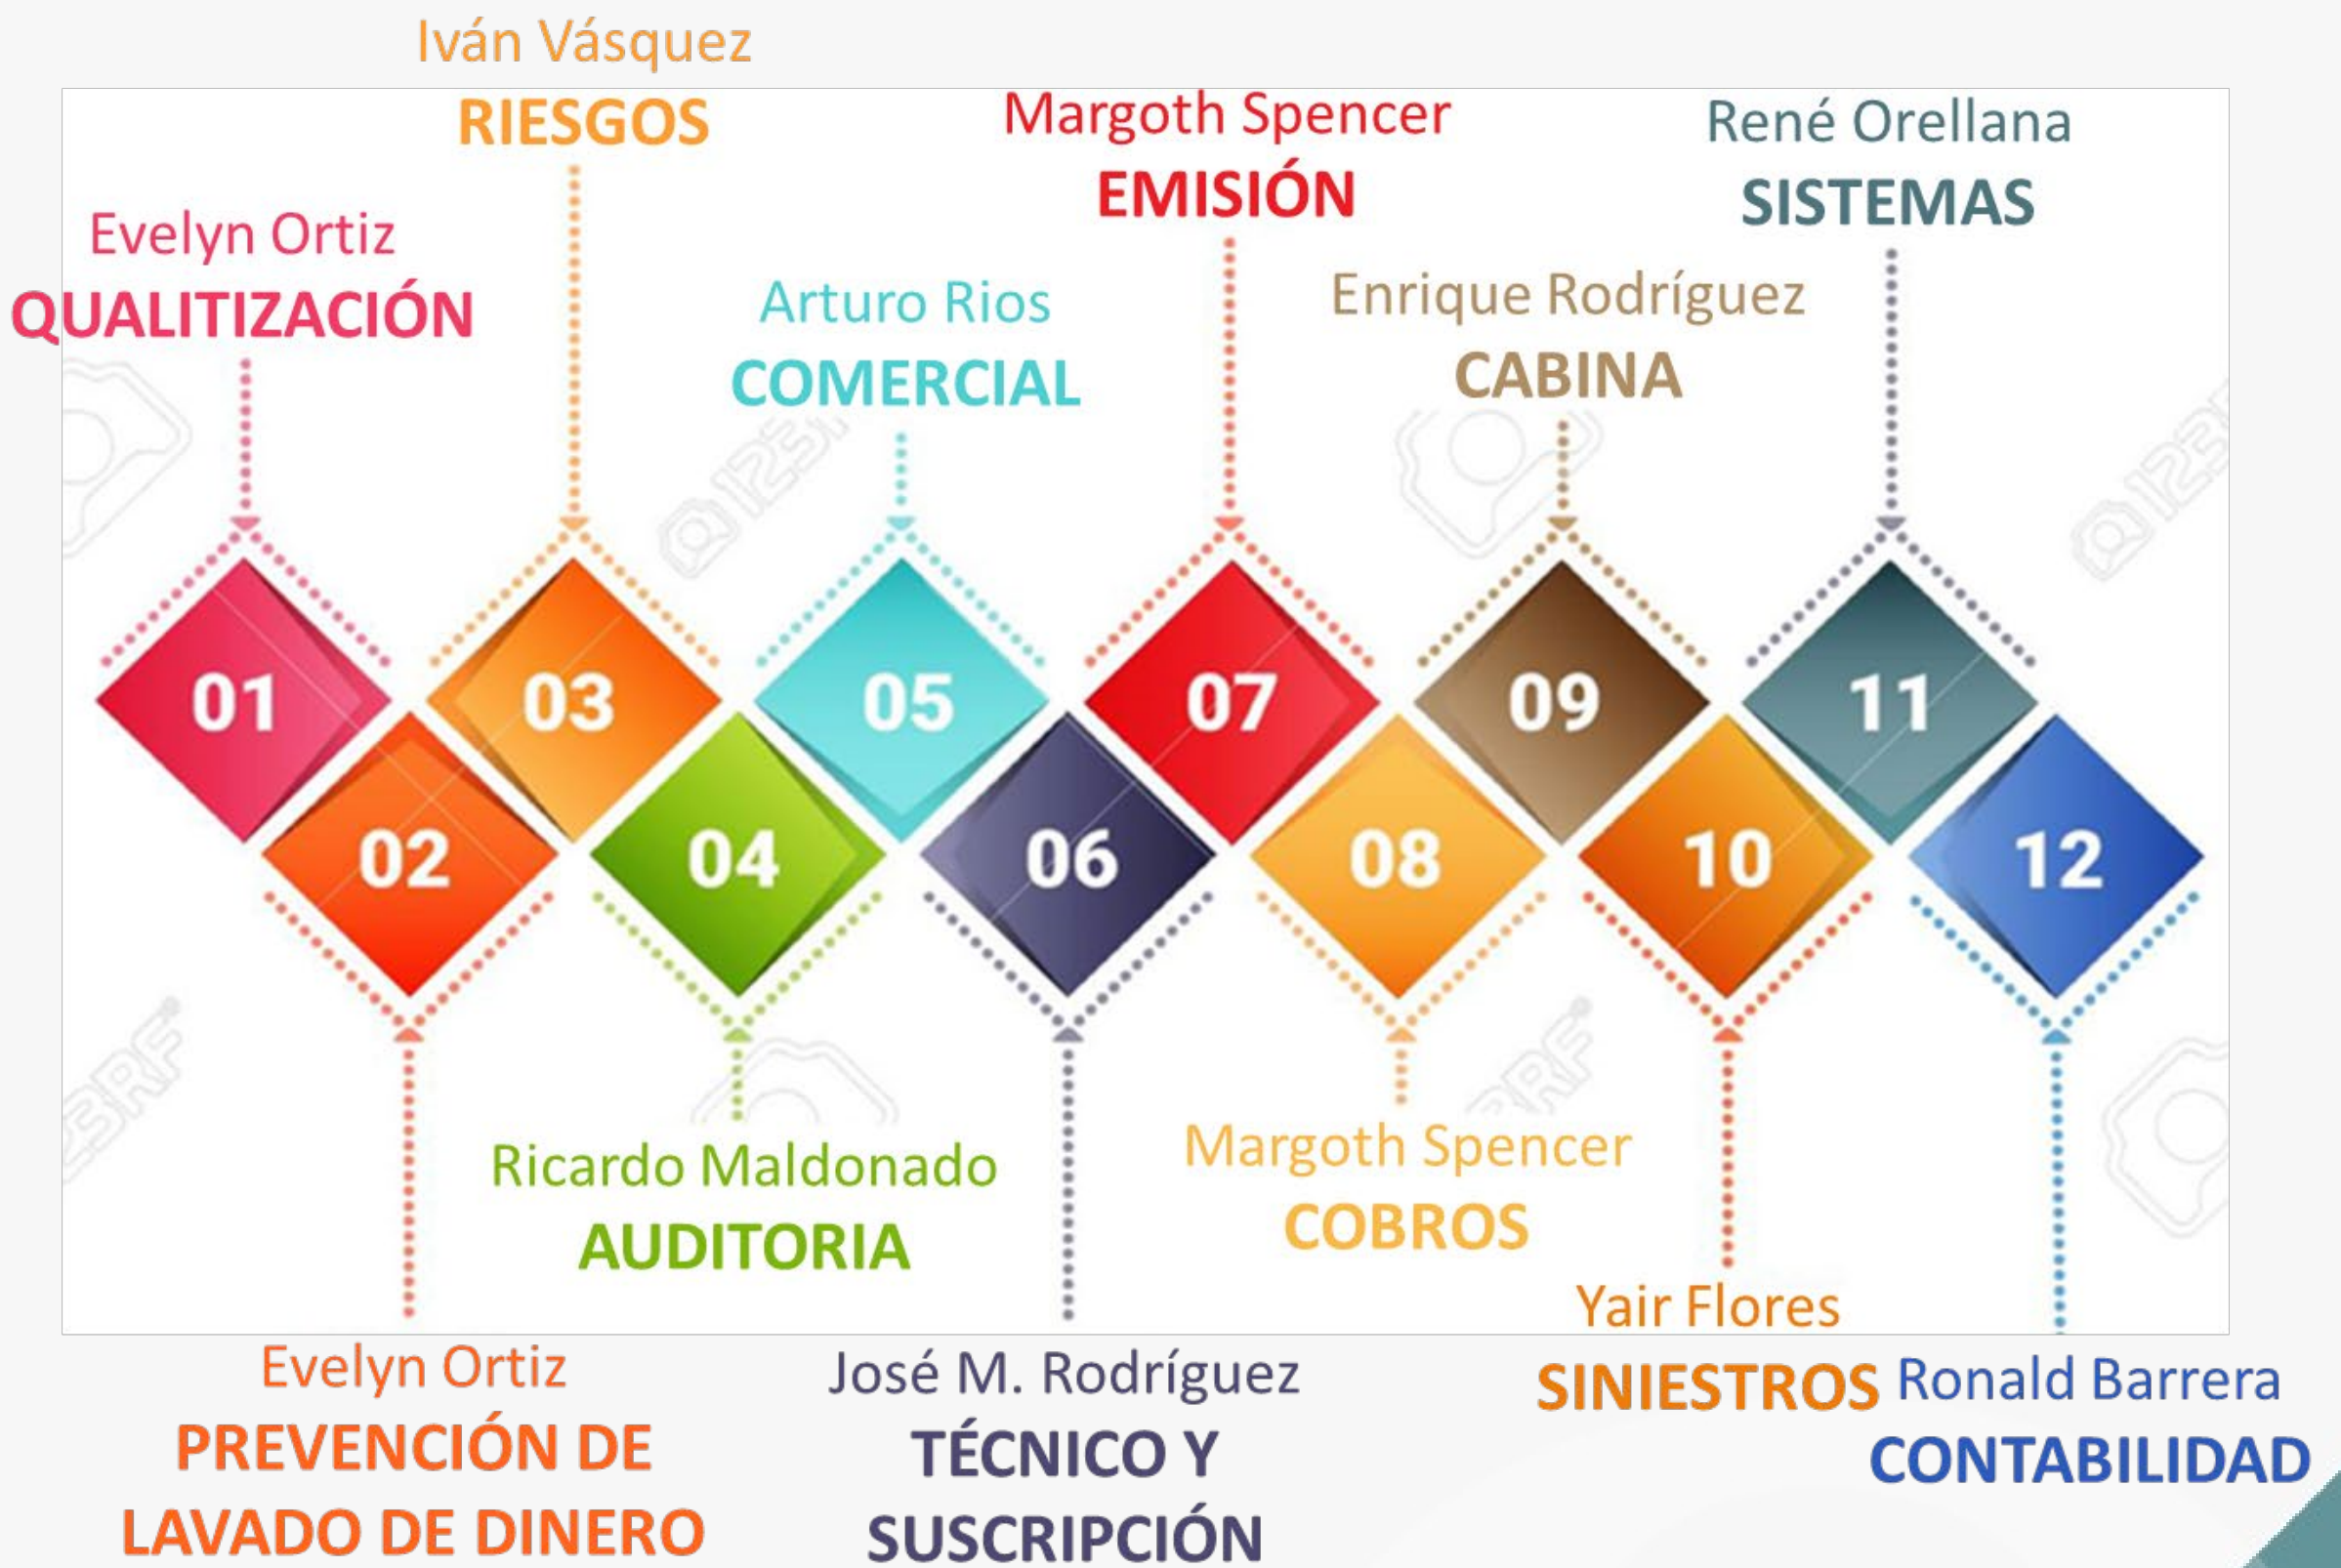 Iván Vásquez
RIESGOS
Margoth Spencer
EMISIÓN
René Orellana
SISTEMAS
Evelyn Ortiz
QUALITIZACIÓN
Arturo Rios
COMERCIAL
Enrique Rodríguez
CABINA
01
03
05
07
09
11
02
04
06
08
10
12
Ricardo Maldonado
AUDITORIA
Margoth Spencer
COBROS
Yair Flores
SINIESTROS
Evelyn Ortiz
PREVENCIÓN DE
LAVADO DE DINERO
José M. Rodríguez
TÉCNICO Y
SUSCRIPCIÓN
Ronald Barrera
CONTABILIDAD